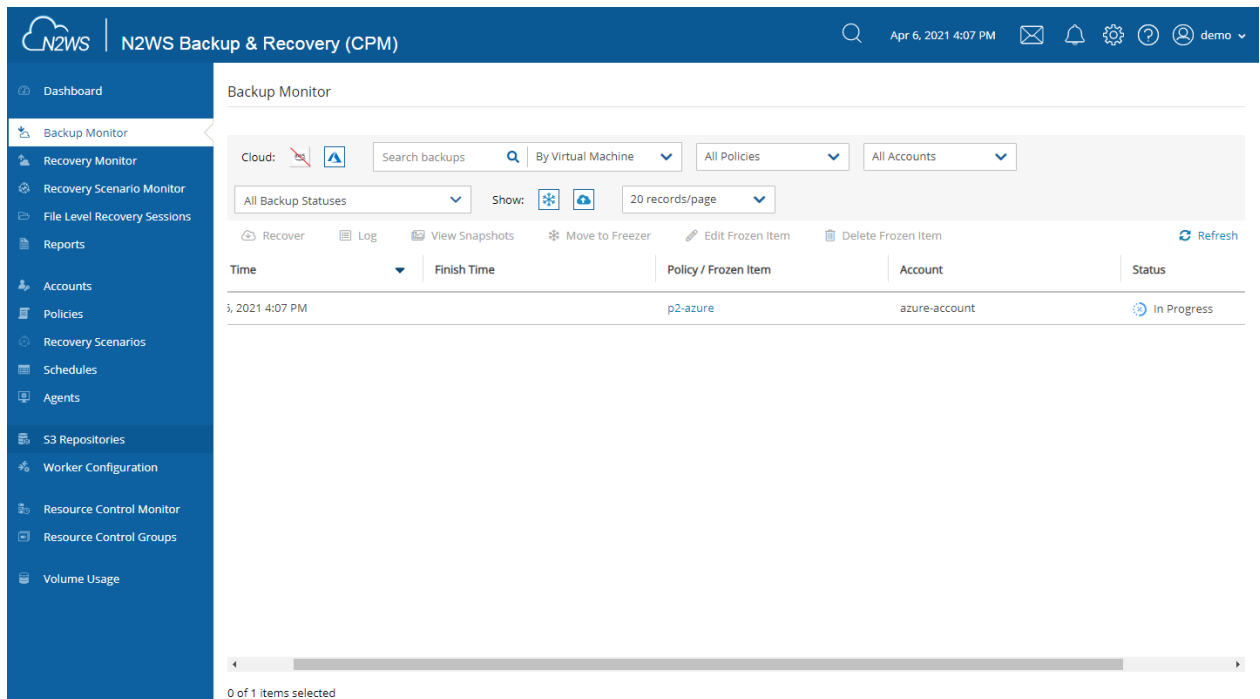 N2WS N2WS Backup & Recovery (CPM) Apr 6, 2021 4:07 PM demo
Dashboard
Backup Monitor
Recovery Monitor
Recovery Scenario Monitor
File Level Recovery Sessions
Reports
Accounts
Policies
Recovery Scenarios
Schedules
Agents
S3 Repositories
Worker Configuration
Resource Control Monitor
Resource Control Groups
Volume Usage
Backup Monitor
Cloud: Search backups By Virtual Machine All Policies All Accounts
All Backup Statuses Show: 20 records/page
Recover Log View Snapshots Move to Freezer Edit Frozen Item Delete Frozen Item Refresh
Time Finish Time Policy / Frozen Item Account Status
, 2021 4:07 PM p2-azure azure-account In Progress
0 of 1 items selected